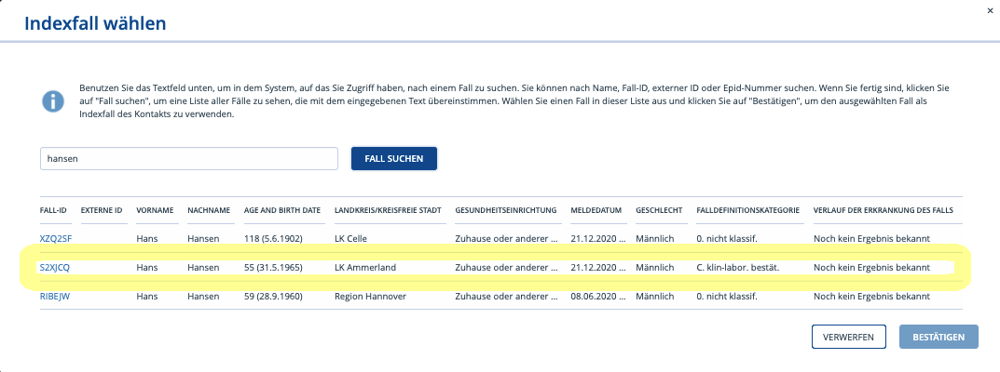 Indexfall wählen
×
Benutzen Sie das Textfeld unten, um in dem System, auf das Sie Zugriff haben, nach einem Fall zu suchen. Sie können nach Name, Fall-ID, externer ID oder Epid-Nummer suchen. Wenn Sie fertig sind, klicken Sie
auf "Fall suchen", um eine Liste aller Fälle zu sehen, die mit dem eingegebenen Text übereinstimmen. Wählen Sie einen Fall in dieser Liste aus und klicken Sie auf "Bestätigen", um den ausgewählten Fall als
Indexfall des Kontakts zu verwenden.
hansen FALL SUCHEN
FALL-ID EXTERNE ID VORNAME NACHNAME AGE AND BIRTH DATE LANDKREIS/KREISFREIE STADT GESUNDHEITSEINRICHTUNG MELDEDATUM GESCHLECHT FALLDEFINITIONSKATEGORIE VERLAUF DER ERKRANKUNG DES FALLS
XZQ2SF Hans Hansen 118 (5.6.1902) LK Celle Zuhause oder anderer ... 21.12.2020 ... Männlich 0. nicht klassif. Noch kein Ergebnis bekannt
S2XJCQ Hans Hansen 55 (31.5.1965) LK Ammerland Zuhause oder anderer ... 21.12.2020 ... Männlich C. klin-labor. bestät. Noch kein Ergebnis bekannt
RIBEJW Hans Hansen 59 (28.9.1960) Region Hannover Zuhause oder anderer ... 08.06.2020 ... Männlich 0. nicht klassif. Noch kein Ergebnis bekannt
VERWERFEN BESTÄTIGEN